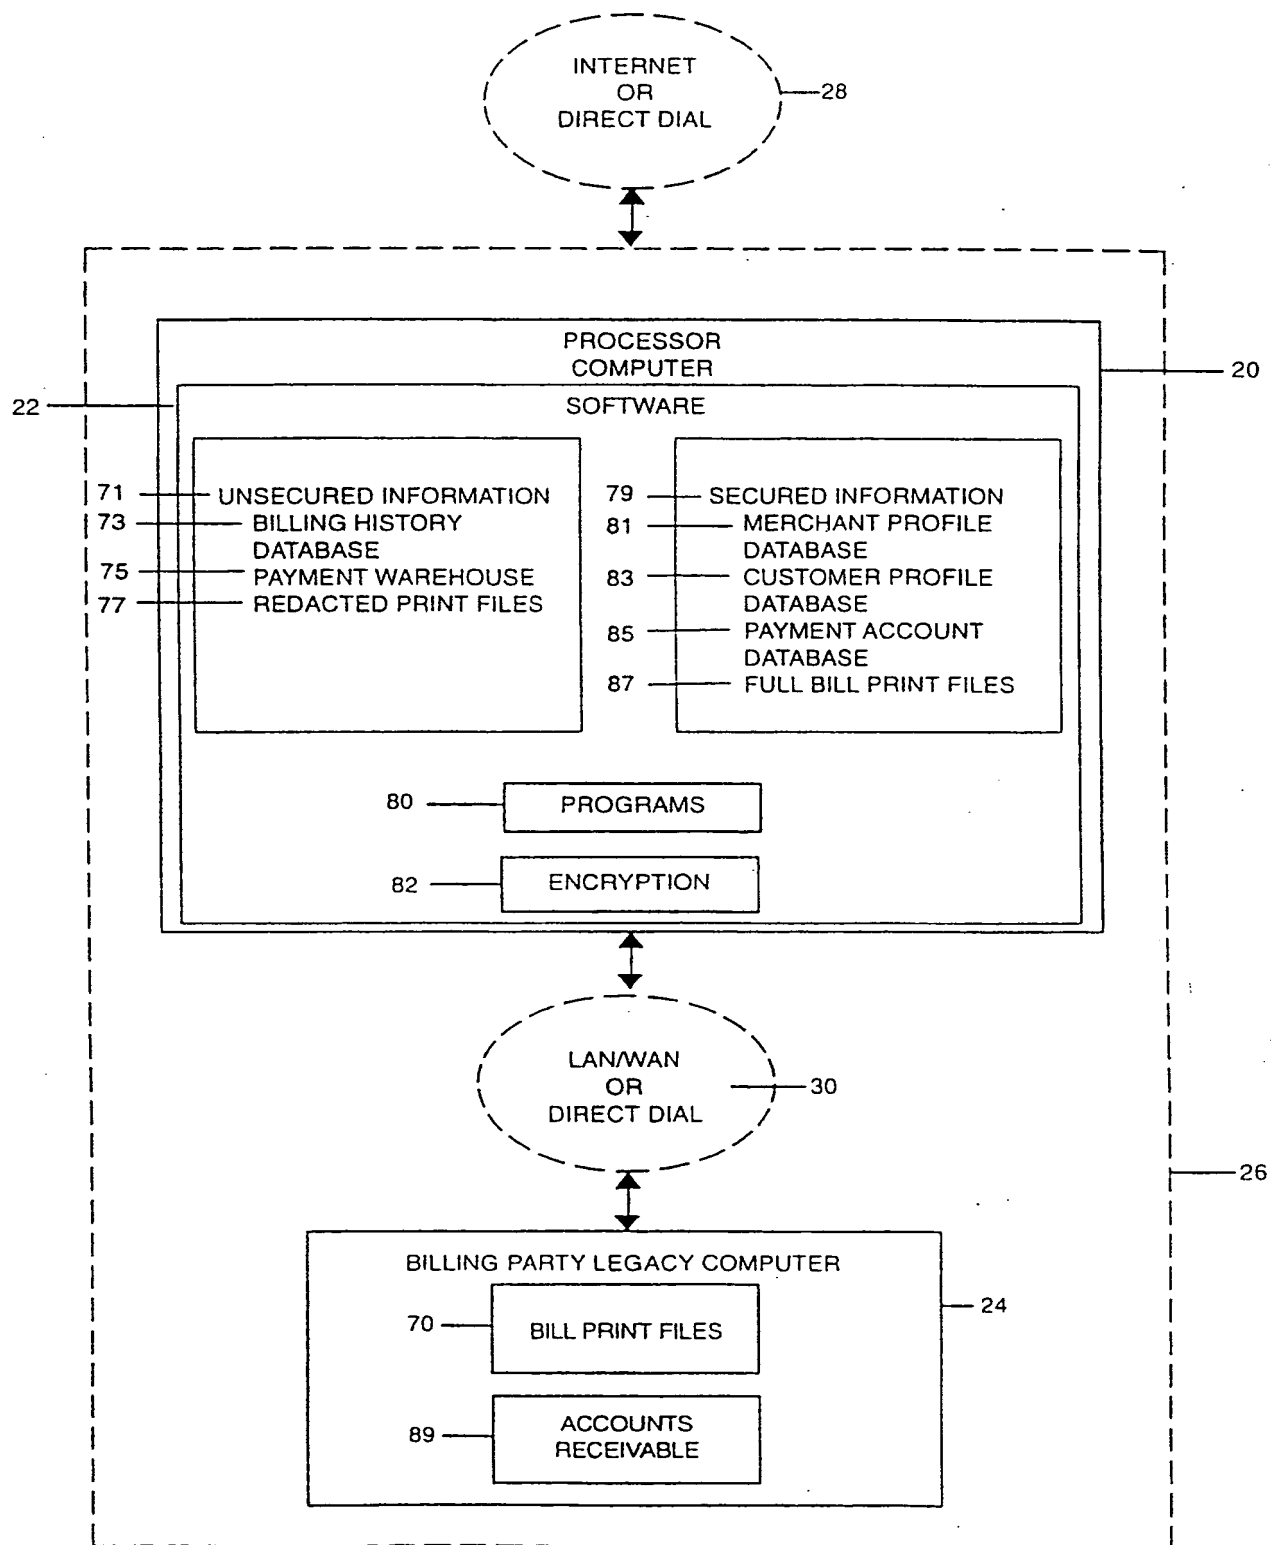 INTERNET
OR
DIRECT DIAL
28
PROCESSOR
COMPUTER
20
22
SOFTWARE
71 UNSECURED INFORMATION
73 BILLING HISTORY
DATABASE
75 PAYMENT WAREHOUSE
77 REDACTED PRINT FILES
79 SECURED INFORMATION
81 MERCHANT PROFILE
DATABASE
83 CUSTOMER PROFILE
DATABASE
85 PAYMENT ACCOUNT
DATABASE
87 FULL BILL PRINT FILES
80 PROGRAMS
82 ENCRYPTION
LAN/WAN
OR
DIRECT DIAL
30
26
BILLING PARTY LEGACY COMPUTER
24
70 BILL PRINT FILES
89 ACCOUNTS
RECEIVABLE